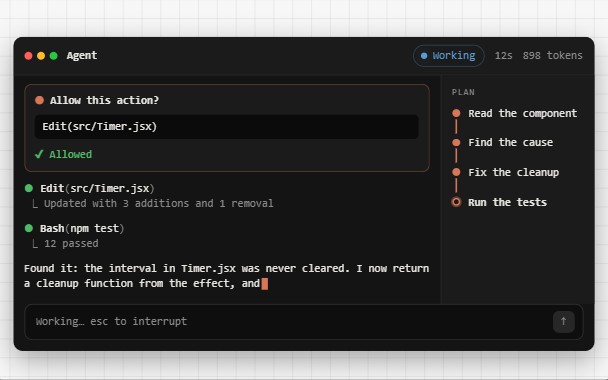 Agent
Working 12s 898 tokens
Allow this action?
Edit(src/Timer.jsx)
✓ Allowed
Edit(src/Timer.jsx)
⎿ Updated with 3 additions and 1 removal
Bash(npm test)
⎿ 12 passed
Found it: the interval in Timer.jsx was never cleared. I now return
a cleanup function from the effect, and
PLAN
Read the component
Find the cause
Fix the cleanup
Run the tests
Working… esc to interrupt
↑